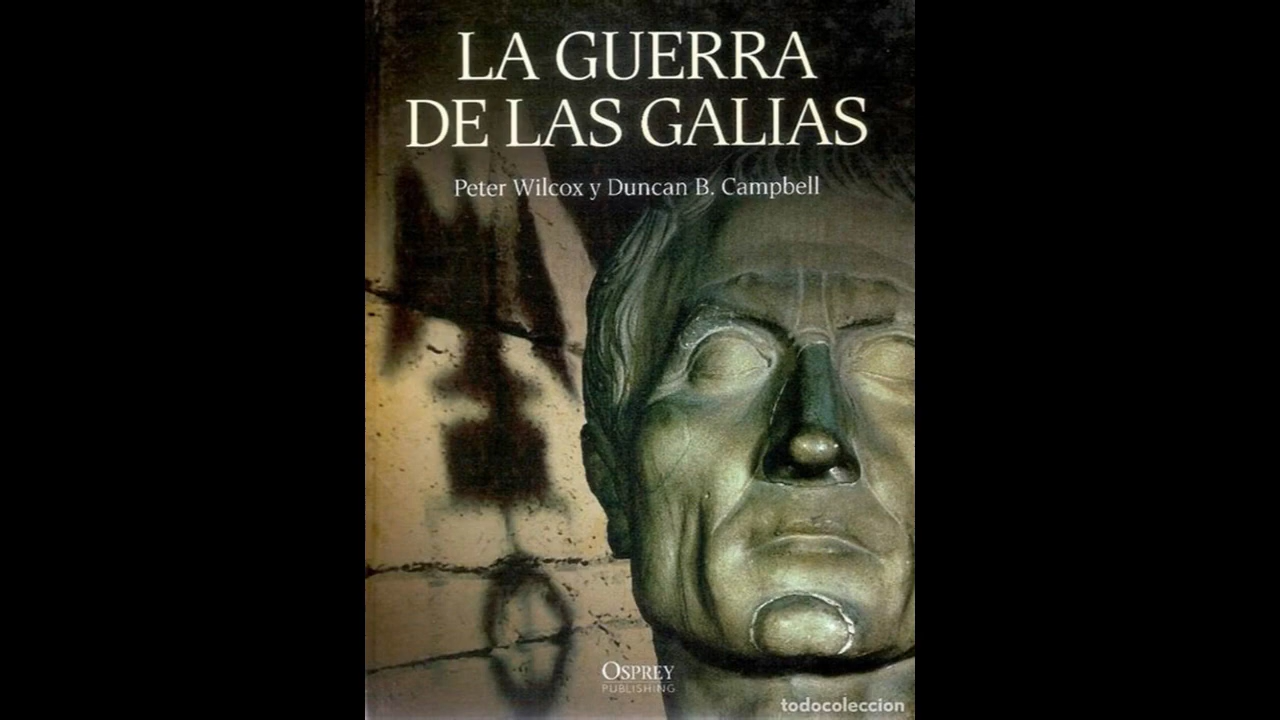 LA GUERRA
DE LAS GALIAS
Peter Wilcox y Duncan B. Campbell
OSPREY
PUBLISHING
todocoleccion